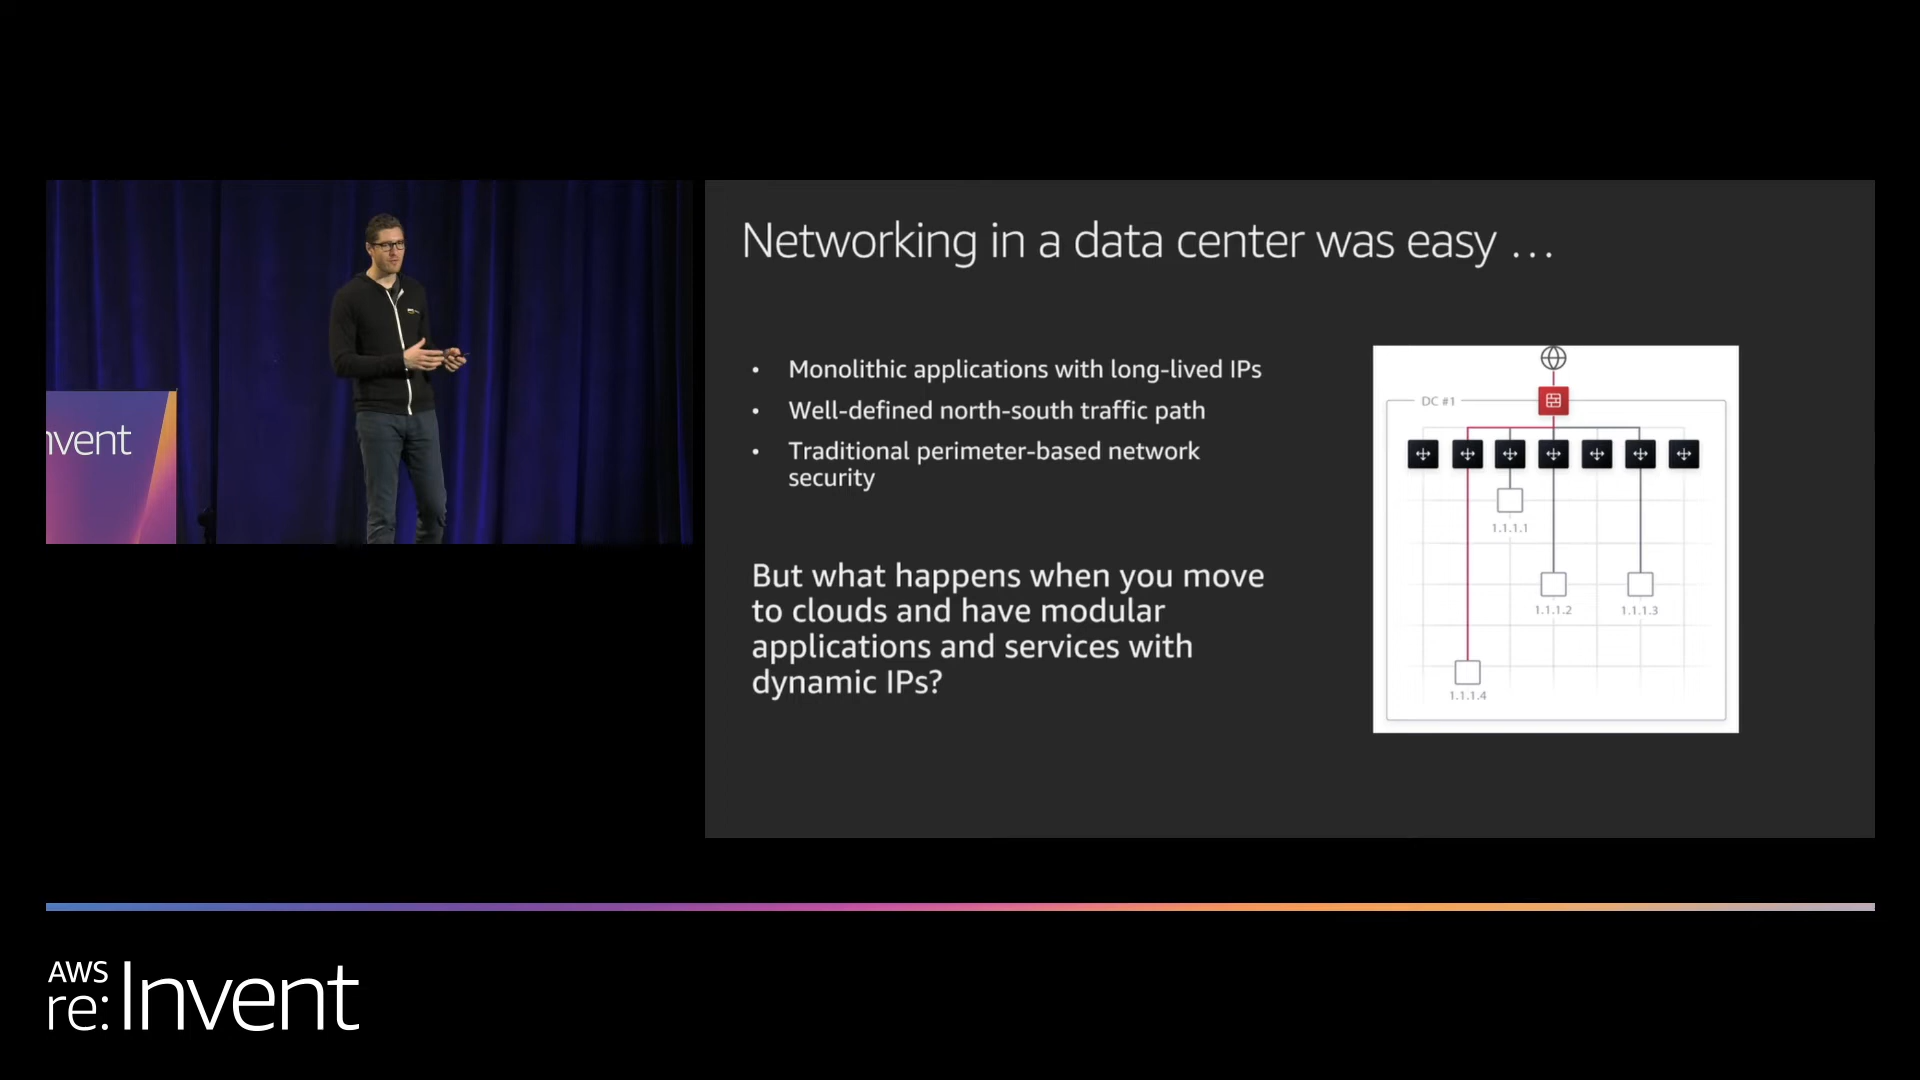 nvent
Networking in a data center was easy ...
• Monolithic applications with long-lived IPs
• Well-defined north-south traffic path
• Traditional perimeter-based network
security
But what happens when you move
to clouds and have modular
applications and services with
dynamic IPs?
DC #1
1.1.1.1
1.1.1.2 1.1.1.3
1.1.1.4
AWS
re:Invent